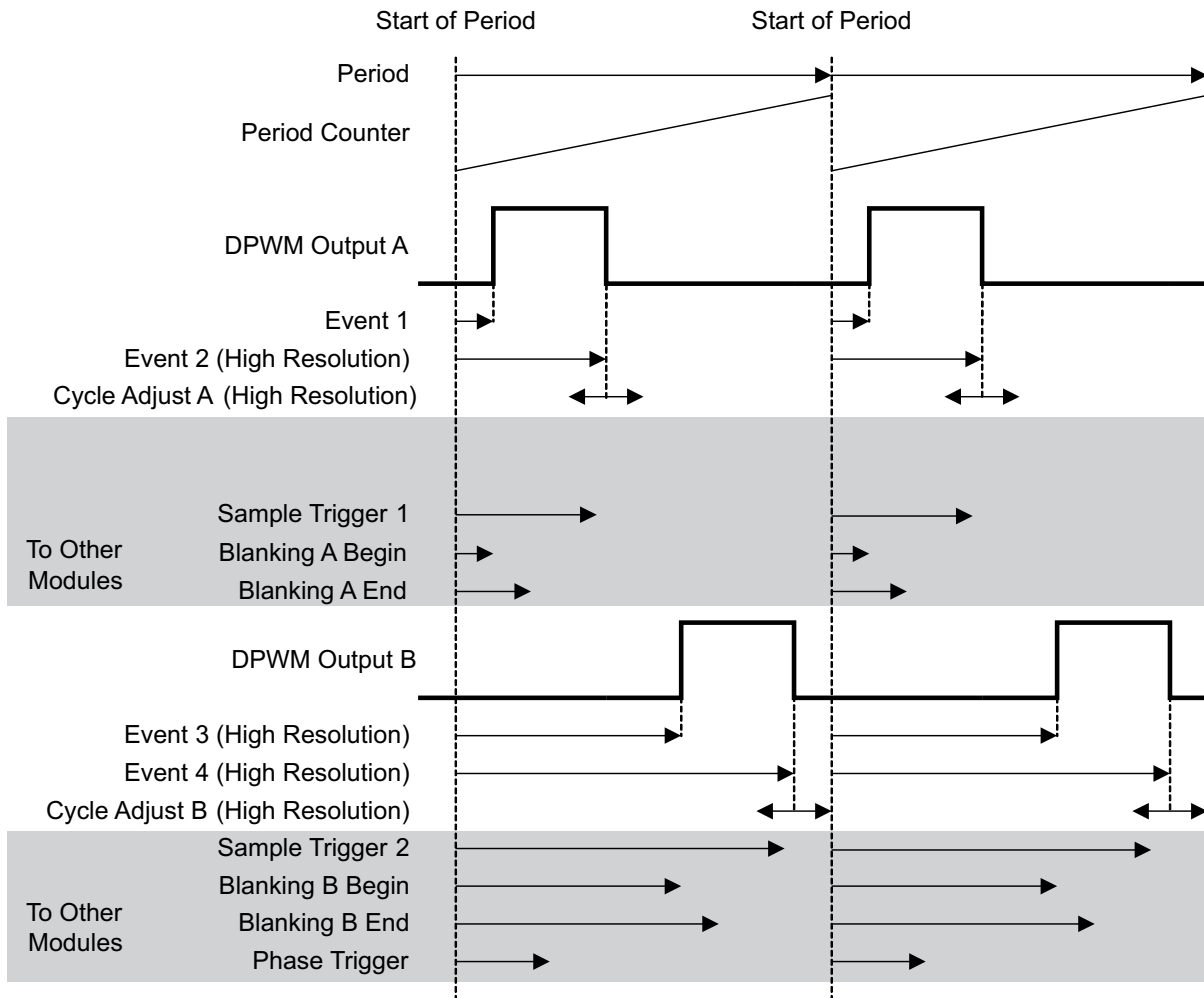 Start of Period
Start of Period
Period
Period Counter
DPWM Output A
Event 1
Event 2 (High Resolution)
Cycle Adjust A (High Resolution)
To Other
Modules
Sample Trigger 1
Blanking A Begin
Blanking A End
DPWM Output B
Event 3 (High Resolution)
Event 4 (High Resolution)
Cycle Adjust B (High Resolution)
To Other
Modules
Sample Trigger 2
Blanking B Begin
Blanking B End
Phase Trigger